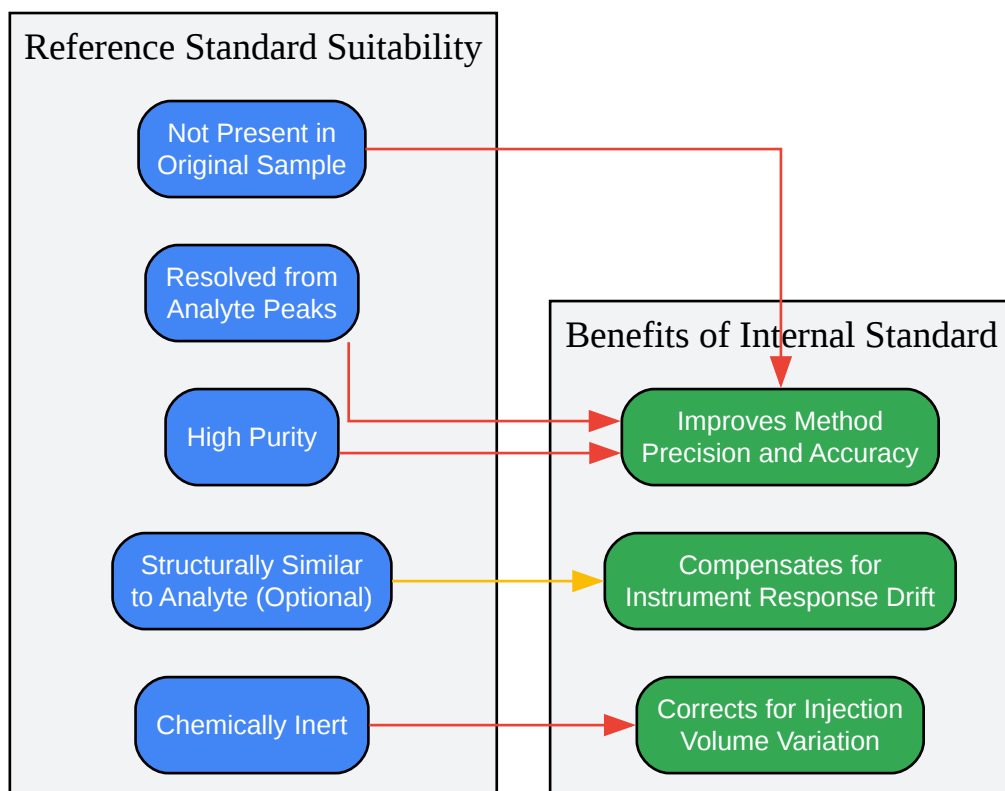 Reference Standard Suitability
Not Present in
Original Sample
Resolved from
Analyte Peaks
High Purity
Structurally Similar
to Analyte (Optional)
Chemically Inert
Benefits of Internal Standard
Improves Method
Precision and Accuracy
Compensates for
Instrument Response Drift
Corrects for Injection
Volume Variation